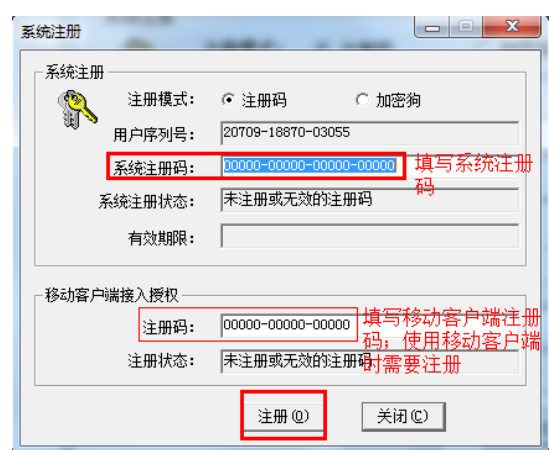 系统注册
系统注册
注册模式： 注册码 加密狗
用户序列号： 20709-18870-03055
系统注册码： 00000-00000-00000-00000 填写系统注册
码
系统注册状态： 未注册或无效的注册码
有效期限：
移动客户端接入授权
注册码： 00000-00000-00000 填写移动客户端注册
码；使用移动客户端
时需要注册
注册状态： 未注册或无效的注册码
注册(O) 关闭(C)